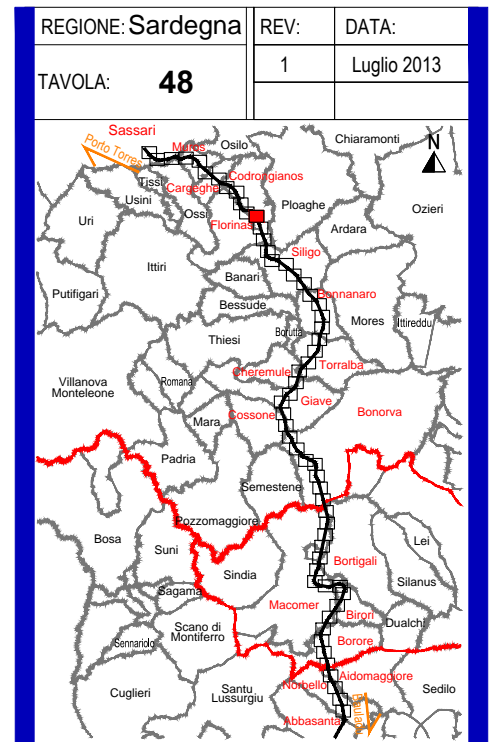 REGIONE: Sardegna
REV:
DATA:
TAVOLA: 48
1
Luglio 2013
Sassari
Porto Torres
Muros
Osilo
Chiaramonti
N
Tissi
Cargeghe
Codrongianos
Usini
Ossi
Ploaghe
Ozieri
Uri
Florinas
Ardara
Siligo
Ittiri
Banari
Putifigari
Bessude
Bonnanaro
Mores
Ittireddu
Thiesi
Borutta
Cheremule
Torralba
Villanova
Monteleone
Romana
Giave
Bonorva
Cossone
Mara
Padria
Semestene
Pozzomaggiore
Bosa
Suni
Lei
Bortigali
Sindia
Silanus
Sagama
Macomer
Birori
Dualchi
Scano di
Montiferro
Sennariolo
Borore
Aidomaggiore
Norbello
Sedilo
Cuglieri
Santu
Lussurgiu
Abbasanta